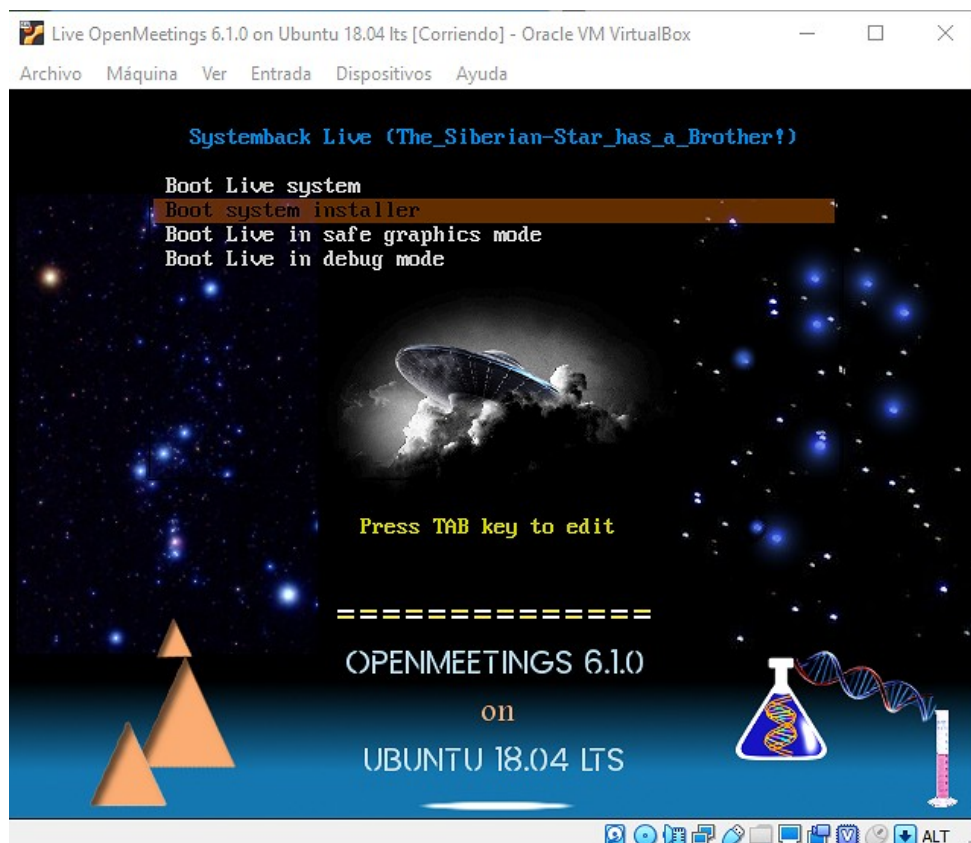 Live OpenMeetings 6.1.0 on Ubuntu 18.04 lts [Corriendo] - Oracle VM VirtualBox
Archivo Máquina Ver Entrada Dispositivos Ayuda
Systemback Live (The_Siberian-Star_has_a_Brother!)
Boot Live system
Boot system installer
Boot Live in safe graphics mode
Boot Live in debug mode
Press TAB key to edit
==============
OPENMEETINGS 6.1.0
on
UBUNTU 18.04 LTS
ALT